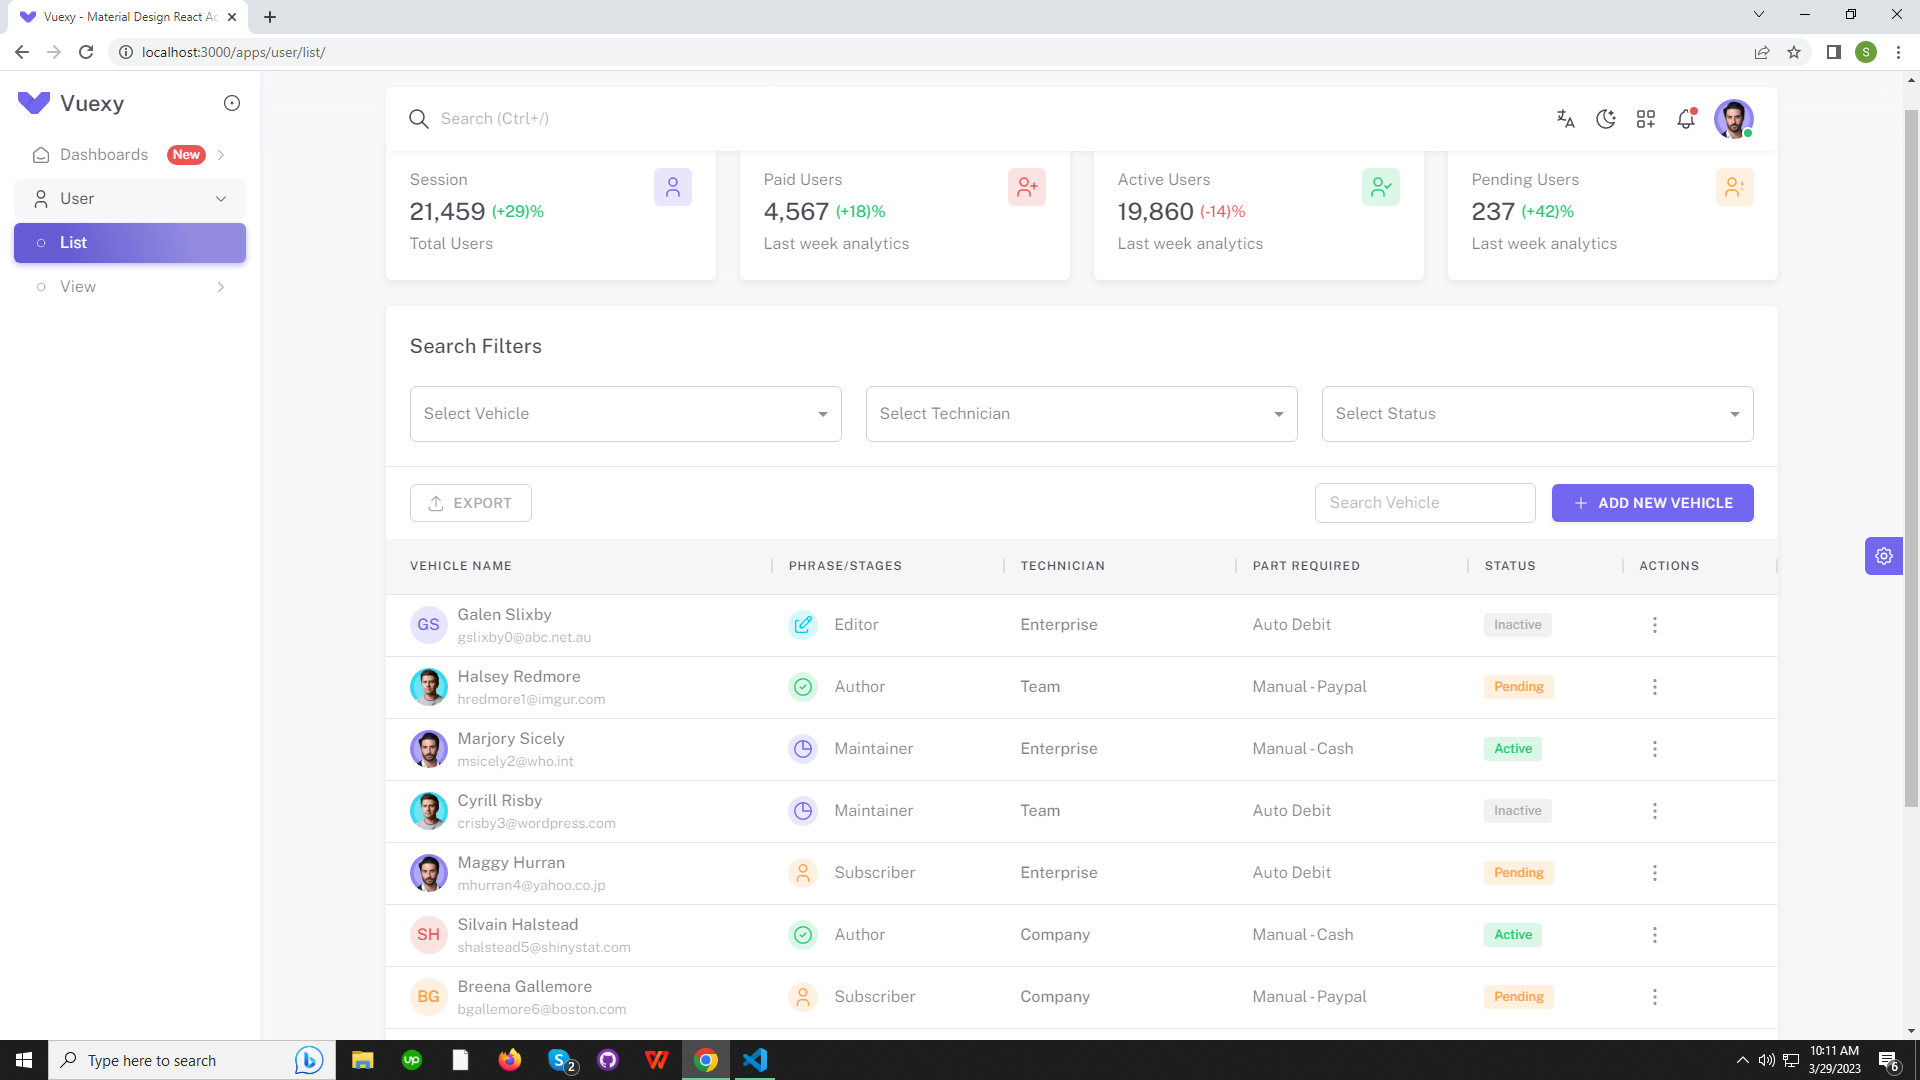 Vuexy - Material Design React Ad
localhost:3000/apps/user/list/
S
Vuexy
Search (Ctrl+/)
Dashboards New
User
List
View
Session
21,459 (+29)%
Total Users
Paid Users
4,567 (+18)%
Last week analytics
Active Users
19,860 (-14)%
Last week analytics
Pending Users
237 (+42)%
Last week analytics
Search Filters
Select Vehicle
Select Technician
Select Status
EXPORT
Search Vehicle
ADD NEW VEHICLE
VEHICLE NAME PHRASE/STAGES TECHNICIAN PART REQUIRED STATUS ACTIONS
GS Galen Slixby Editor Enterprise Auto Debit Inactive
gslixby0@abc.net.au
Halsey Redmore Author Team Manual - Paypal Pending
hredmore1@imgur.com
Marjory Sicely Maintainer Enterprise Manual - Cash Active
msicely2@who.int
Cyrill Risby Maintainer Team Auto Debit Inactive
crisby3@wordpress.com
Maggy Hurran Subscriber Enterprise Auto Debit Pending
mhurran4@yahoo.co.jp
SH Silvain Halstead Author Company Manual - Cash Active
shalstead5@shinystat.com
BG Breena Gallemore Subscriber Company Manual - Paypal Pending
bgallemore6@boston.com
Type here to search
up
2
10:11 AM
3/29/2023
6